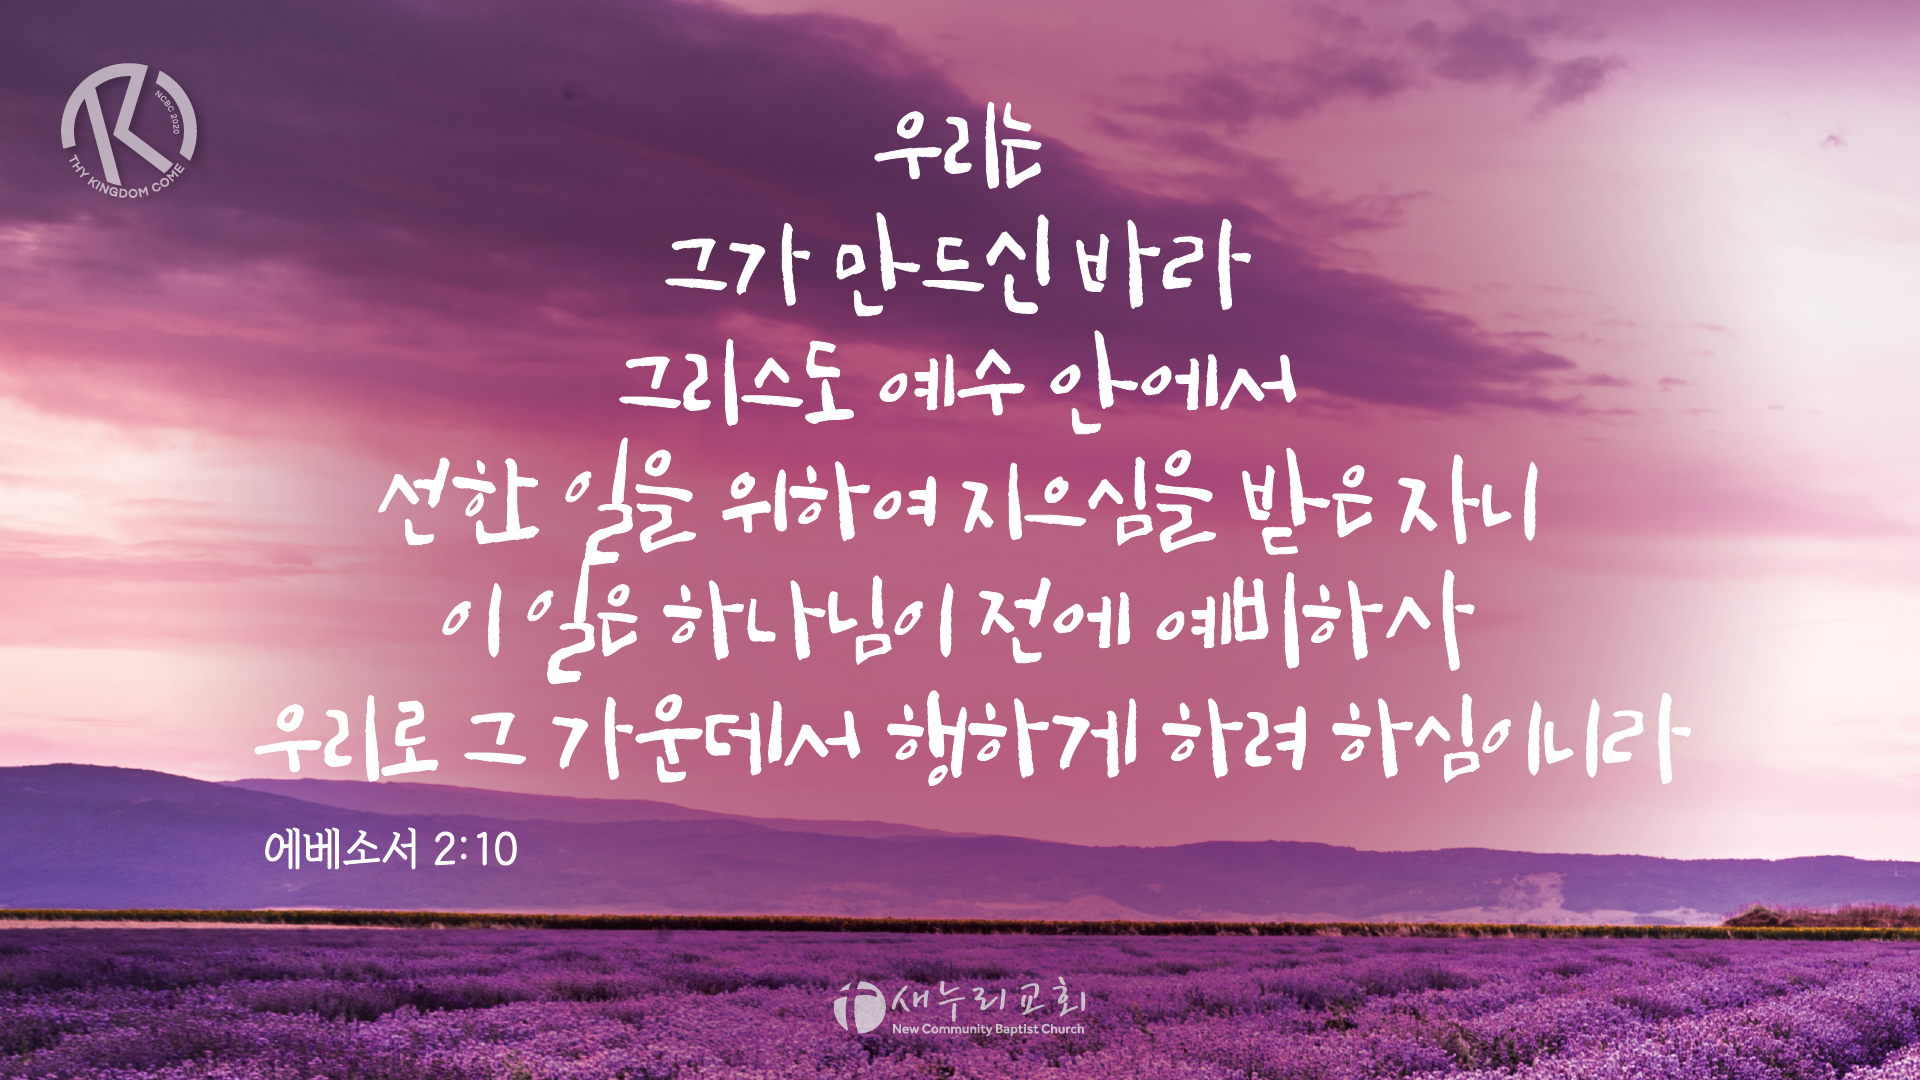 NCBC 2020
THY KINGDOM COME
우리는
그가 만드신 바라
그리스도 예수 안에서
선한 일을 위하여 지으심을 받은 자니
이 일은 하나님이 전에 예비하사
우리로 그 가운데서 행하게 하려 하심이니라
에베소서 2:10
새누리교회
New Community Baptist Church